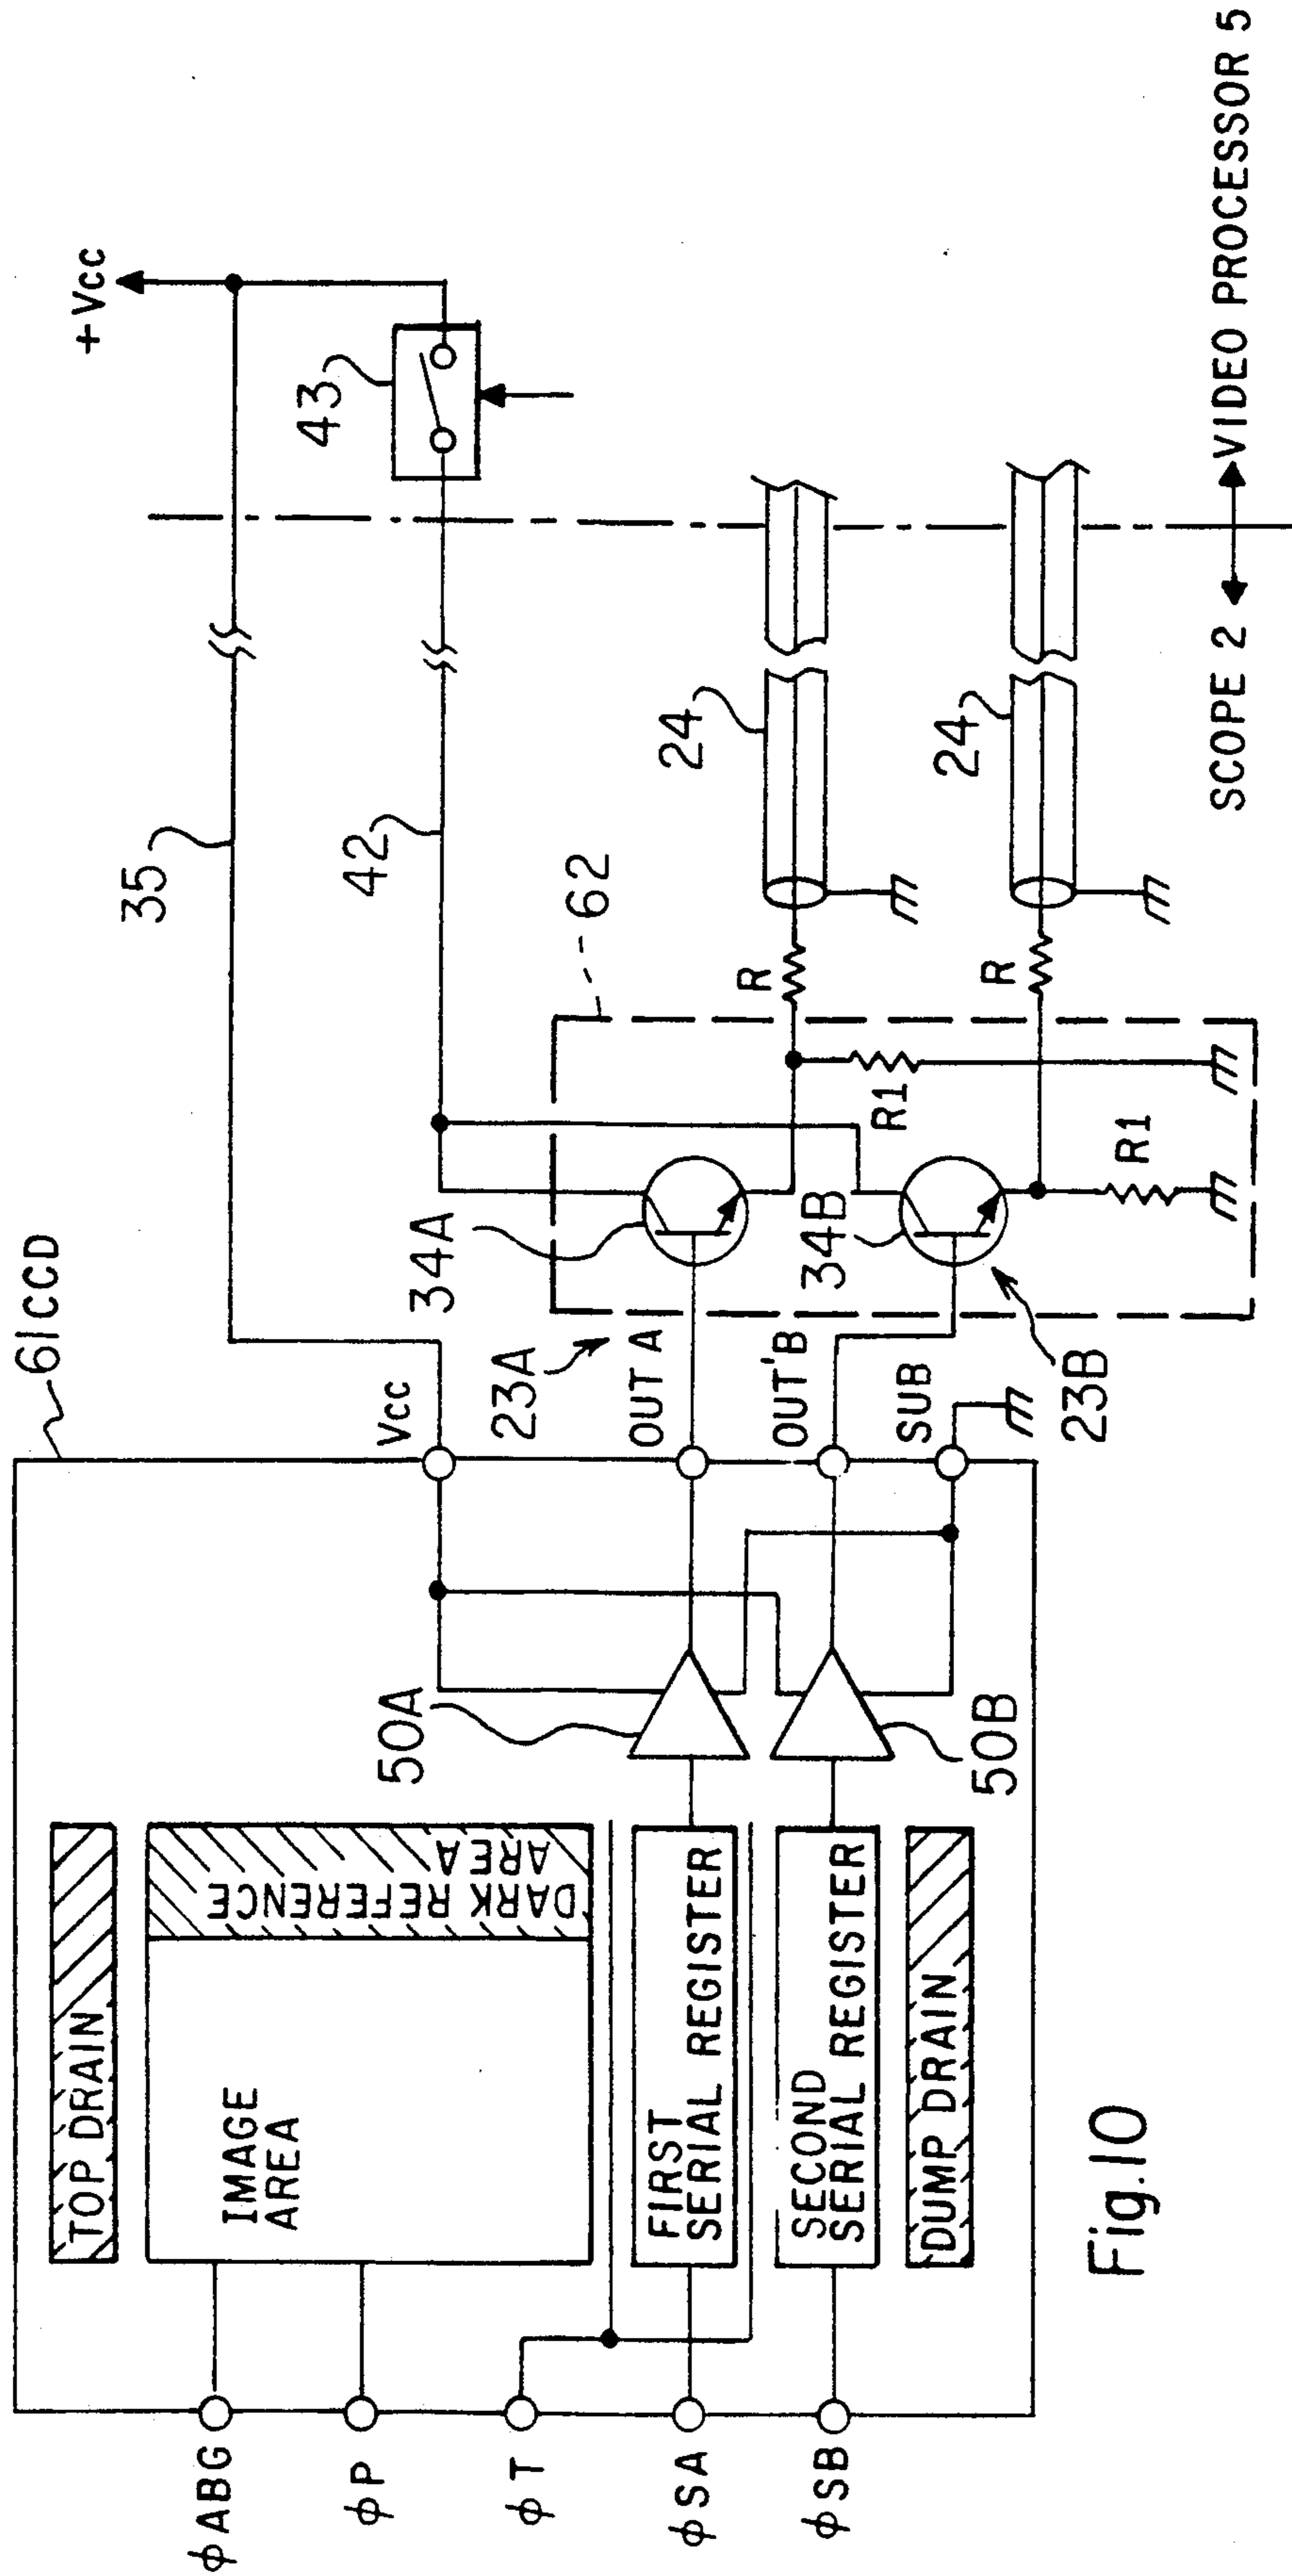 61CCD
TOP DRAIN
IMAGE
AREA
DARK REFERENCE
AREA
FIRST
SERIAL REGISTER
SECOND
SERIAL REGISTER
DUMP DRAIN
φABG
φP
φT
φSA
φSB
50A
50B
Vcc
OUT A
OUT'B
SUB
23A
23B
34A
34B
R1
R1
62
R
R
24
24
35
42
43
+Vcc
SCOPE 2
VIDEO PROCESSOR 5
Fig.10